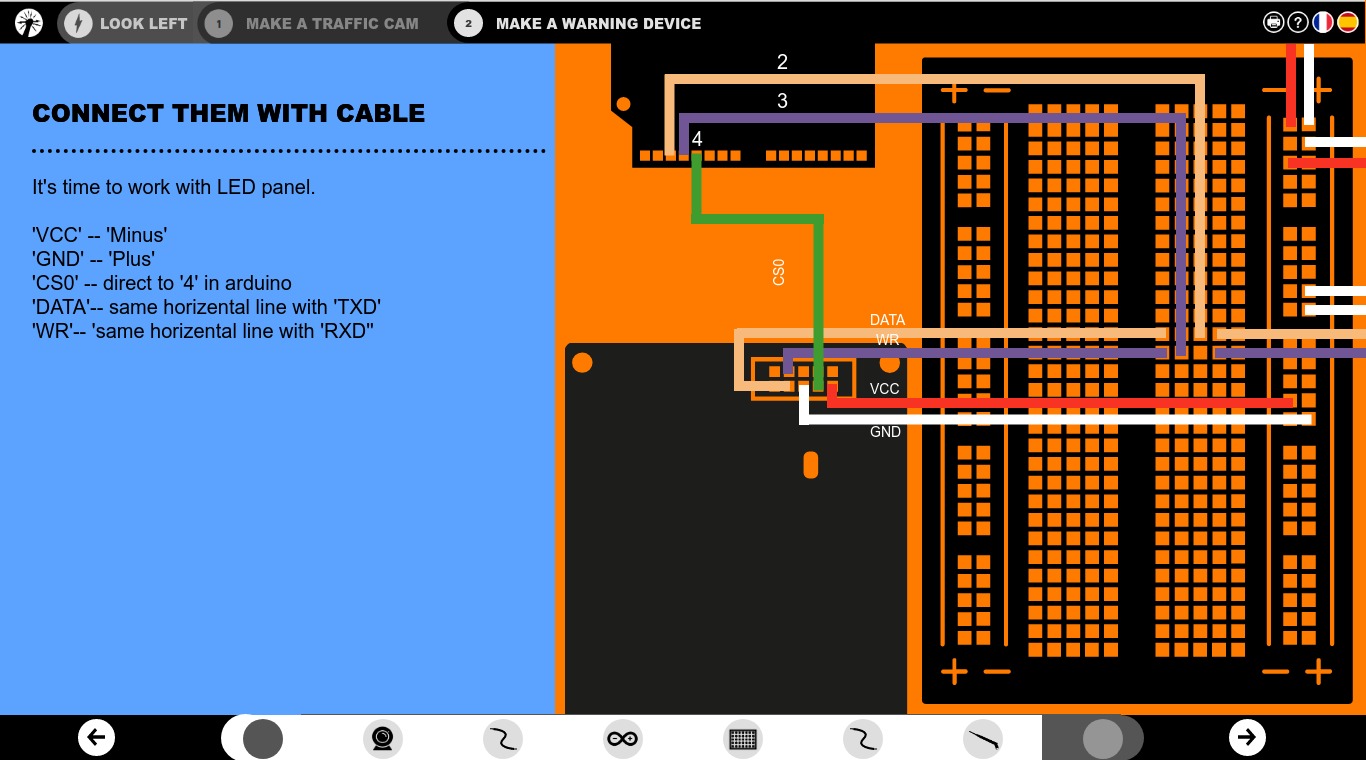 LOOK LEFT
1 MAKE A TRAFFIC CAM
2 MAKE A WARNING DEVICE
?
CONNECT THEM WITH CABLE
It's time to work with LED panel.
'VCC' -- 'Minus'
'GND' -- 'Plus'
'CS0' -- direct to '4' in arduino
'DATA'-- same horizental line with 'TXD'
'WR'-- 'same horizental line with 'RXD''
2
3
4
CS0
DATA
WR
VCC
GND